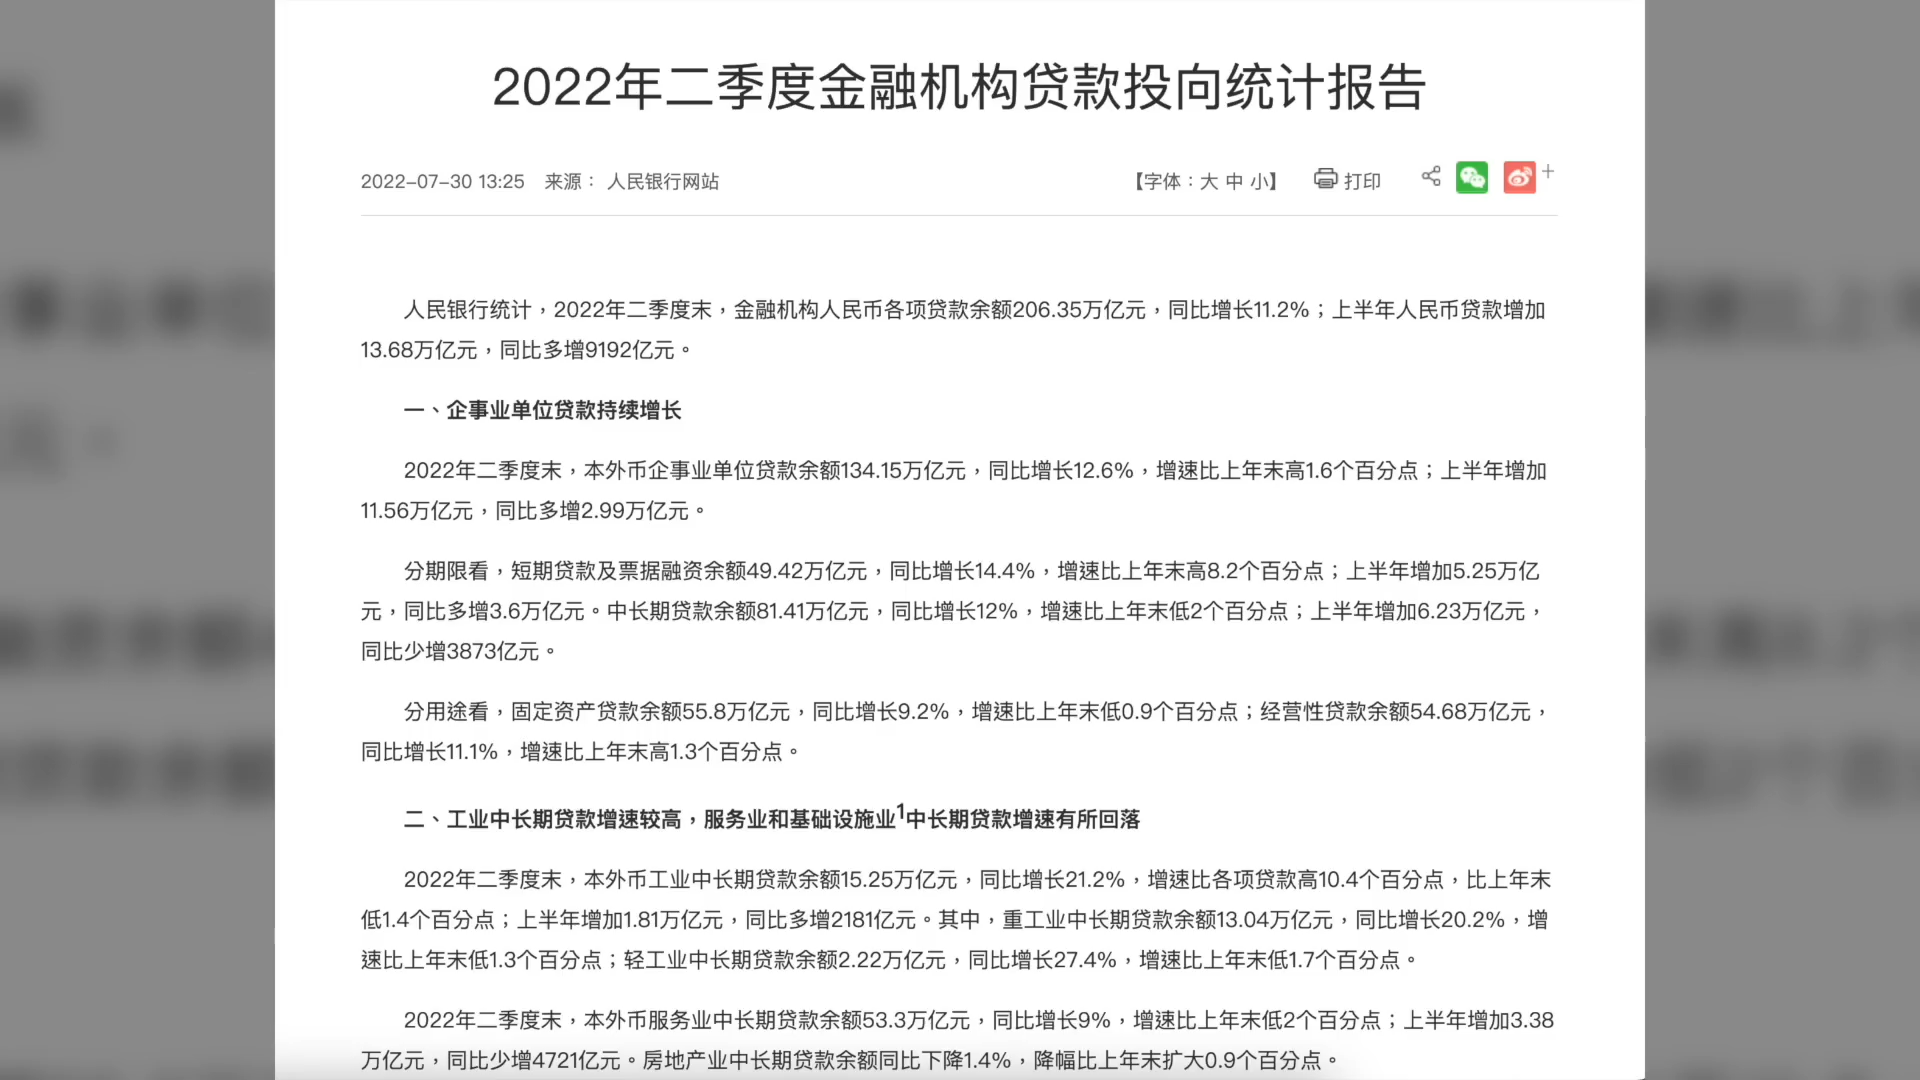 2022年二季度金融机构贷款投向统计报告
2022-07-30 13:25 来源： 人民银行网站 【字体：大 中 小】 打印
人民银行统计，2022年二季度末，金融机构人民币各项贷款余额206.35万亿元，同比增长11.2%；上半年人民币贷款增加
13.68万亿元，同比多增9192亿元。
一、企事业单位贷款持续增长
2022年二季度末，本外币企事业单位贷款余额134.15万亿元，同比增长12.6%，增速比上年末高1.6个百分点；上半年增加
11.56万亿元，同比多增2.99万亿元。
分期限看，短期贷款及票据融资余额49.42万亿元，同比增长14.4%，增速比上年末高8.2个百分点；上半年增加5.25万亿
元，同比多增3.6万亿元。中长期贷款余额81.41万亿元，同比增长12%，增速比上年末低2个百分点；上半年增加6.23万亿元，
同比少增3873亿元。
分用途看，固定资产贷款余额55.8万亿元，同比增长9.2%，增速比上年末低0.9个百分点；经营性贷款余额54.68万亿元，
同比增长11.1%，增速比上年末高1.3个百分点。
二、工业中长期贷款增速较高，服务业和基础设施业1中长期贷款增速有所回落
2022年二季度末，本外币工业中长期贷款余额15.25万亿元，同比增长21.2%，增速比各项贷款高10.4个百分点，比上年末
低1.4个百分点；上半年增加1.81万亿元，同比多增2181亿元。其中，重工业中长期贷款余额13.04万亿元，同比增长20.2%，增
速比上年末低1.3个百分点；轻工业中长期贷款余额2.22万亿元，同比增长27.4%，增速比上年末低1.7个百分点。
2022年二季度末，本外币服务业中长期贷款余额53.3万亿元，同比增长9%，增速比上年末低2个百分点；上半年增加3.38
万亿元，同比少增4721亿元。房地产业中长期贷款余额同比下降1.4%，降幅比上年末扩大0.9个百分点。